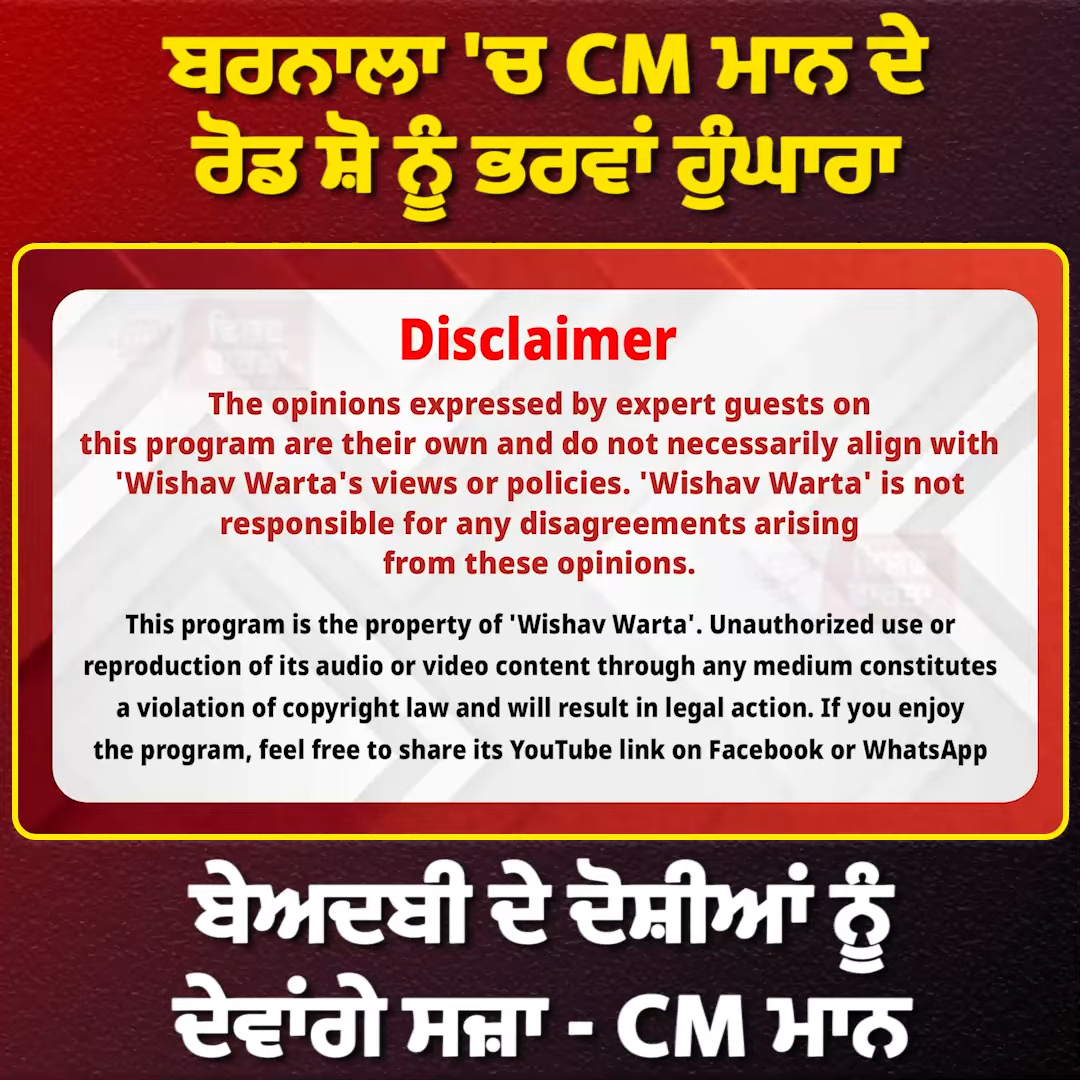 ਬਰਨਾਲਾ 'ਚ CM ਮਾਨ ਦੇ
ਰੋਡ ਸ਼ੋ ਨੂੰ ਭਰਵਾਂ ਹੁੰਘਾਰਾ
Disclaimer
The opinions expressed by expert guests on
this program are their own and do not necessarily align with
'Wishav Warta's views or policies. 'Wishav Warta' is not
responsible for any disagreements arising
from these opinions.
This program is the property of 'Wishav Warta'. Unauthorized use or
reproduction of its audio or video content through any medium constitutes
a violation of copyright law and will result in legal action. If you enjoy
the program, feel free to share its YouTube link on Facebook or WhatsApp
ਬੇਅਦਬੀ ਦੇ ਦੋਸ਼ੀਆਂ ਨੂੰ
ਦੇਵਾਂਗੇ ਸਜ਼ਾ - CM ਮਾਨ